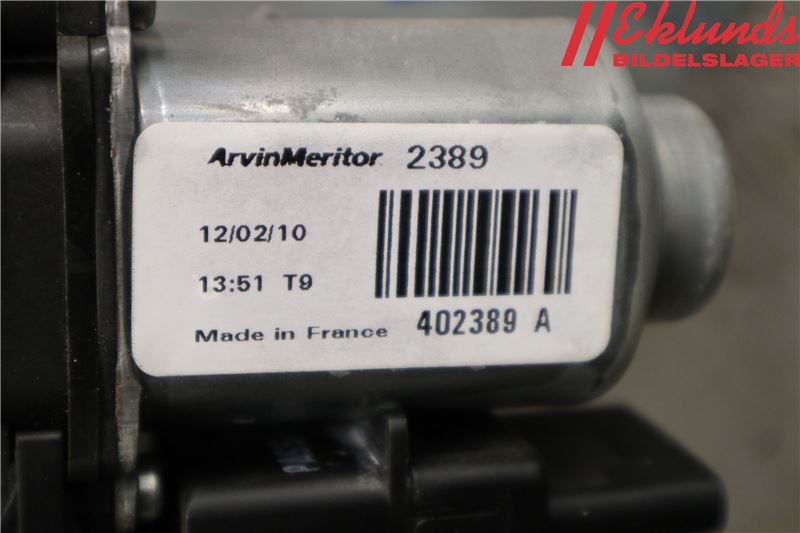 Eklunds
BILDELSLAGER
ArvinMeritor 2389
12/02/10
13:51 T9
Made in France 402389 A